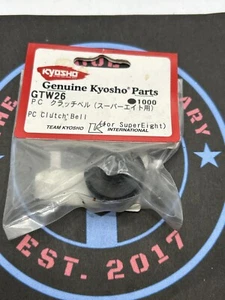 KYOSHO
Genuine Kyosho Parts
GTW26
PC クラッチベル (スーパーエイト用) ●1000
PC Clutch Bell (for SuperEight)
TEAM KYOSHO K INTERNATIONAL
EST. 2017